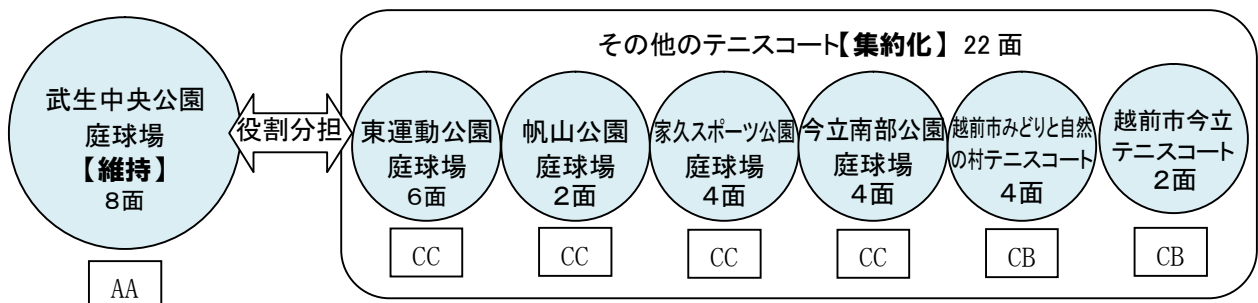 その他のテニスコート【集約化】 22面
武生中央公園
庭球場
【維持】
8面
AA
役割分担
東運動公園
庭球場
6面
CC
帆山公園
庭球場
2面
CC
家久スポーツ公園
庭球場
4面
CC
今立南部公園
庭球場
4面
CC
越前市みどりと自然
の村テニスコート
4面
CB
越前市今立
テニスコート
2面
CB